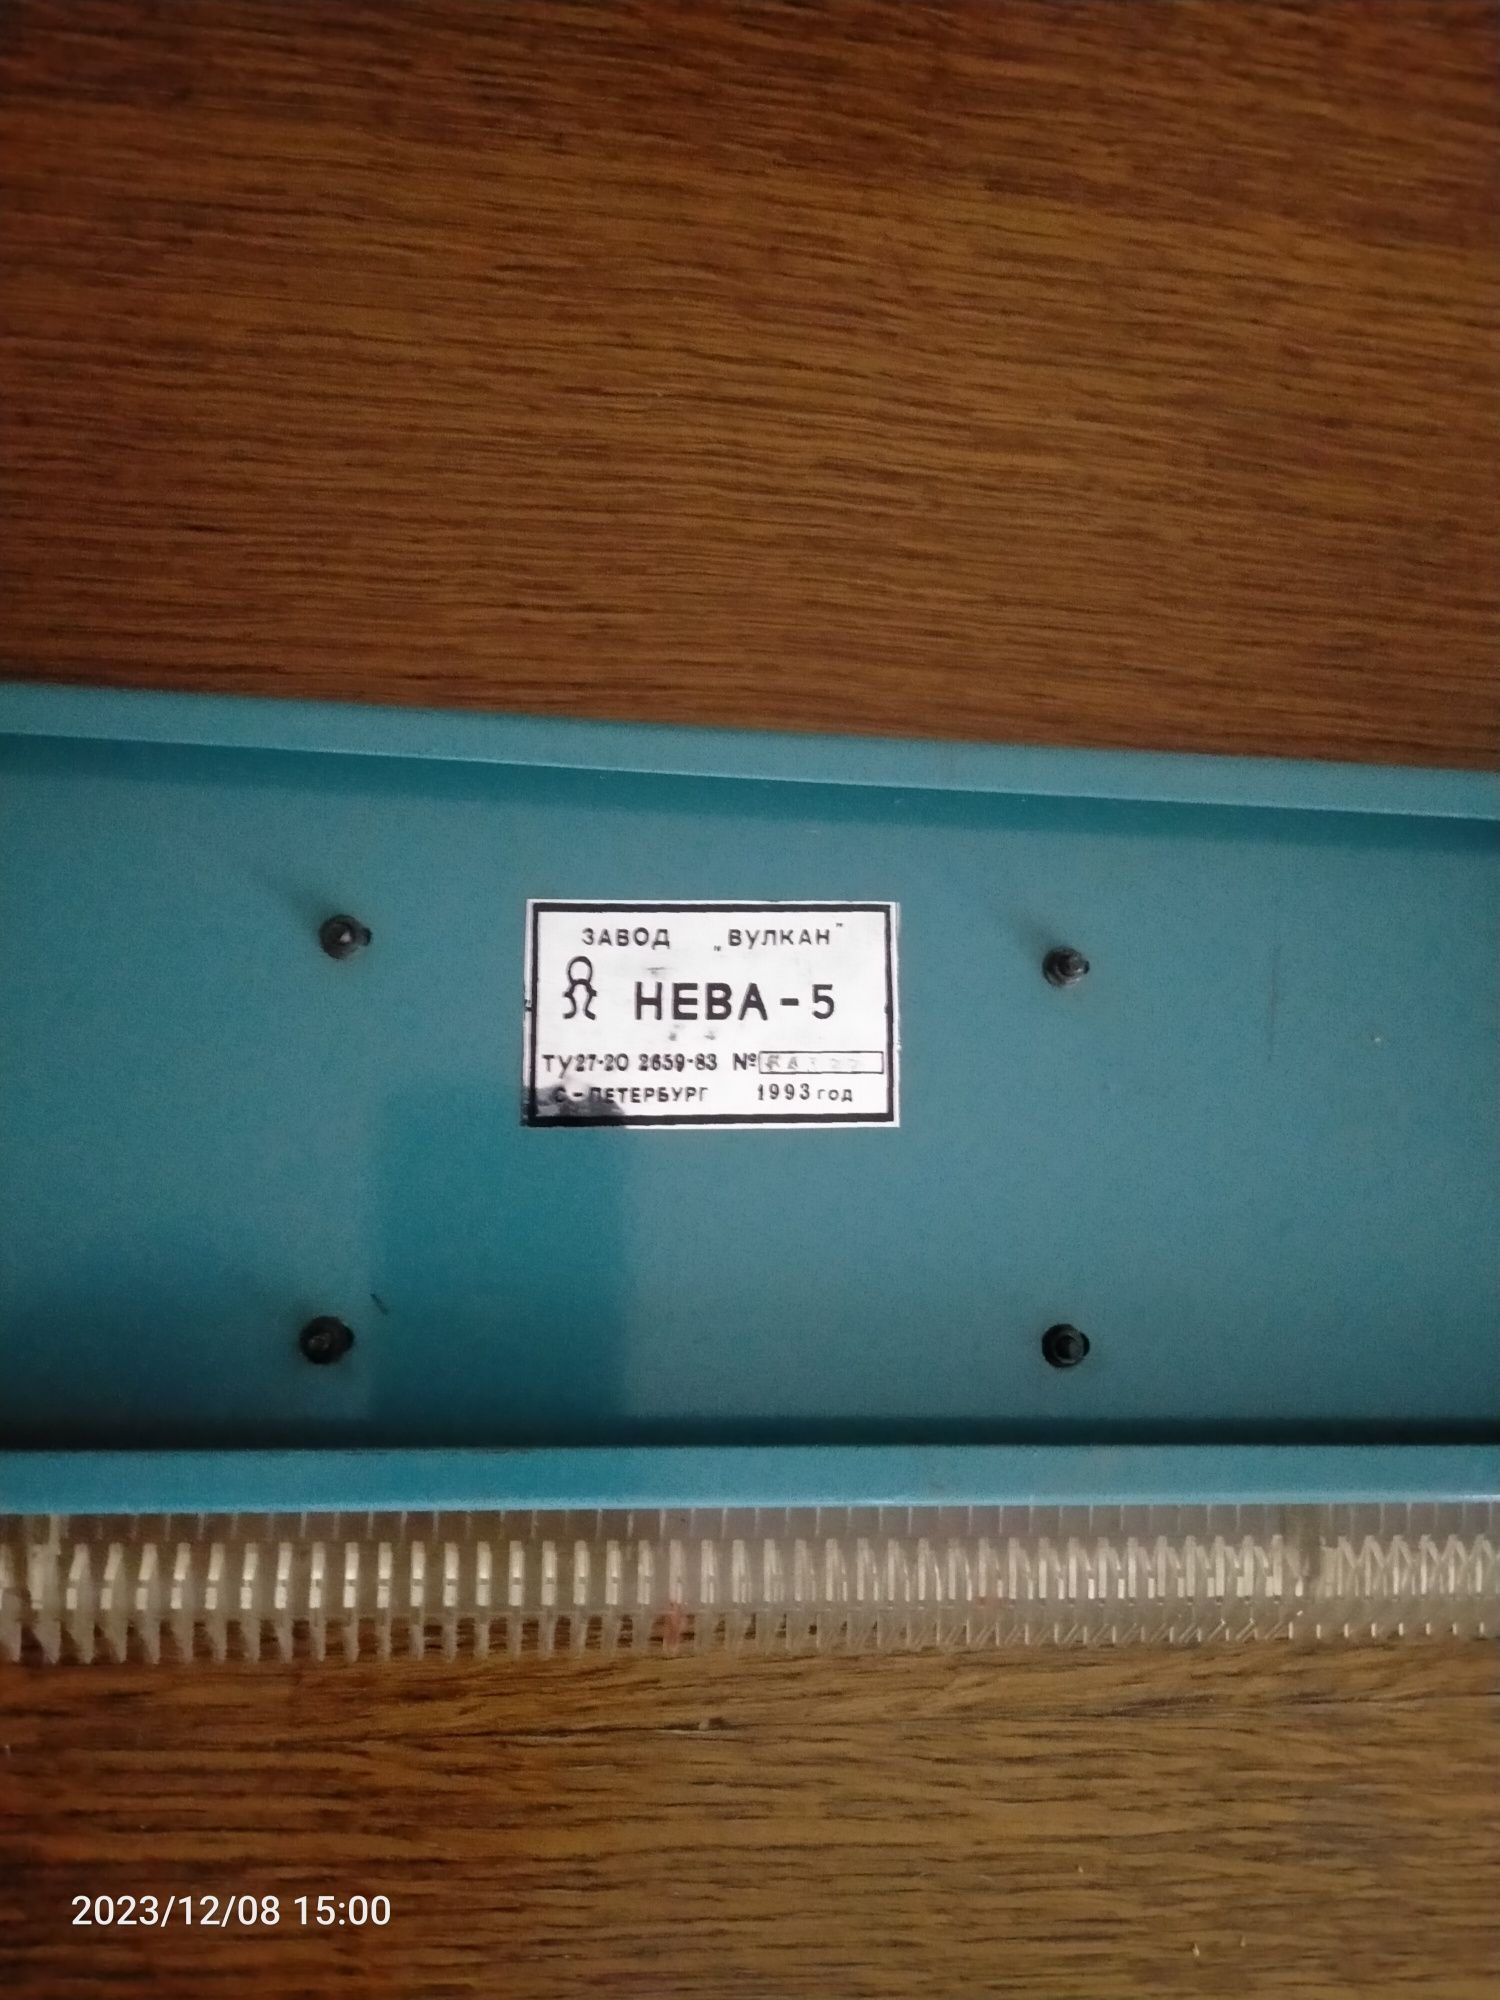 ЗАВОД „ВУЛКАН"
НЕВА-5
ТУ27-20 2659-83 №
С-ПЕТЕРБУРГ 1993 год
2023/12/08 15:00